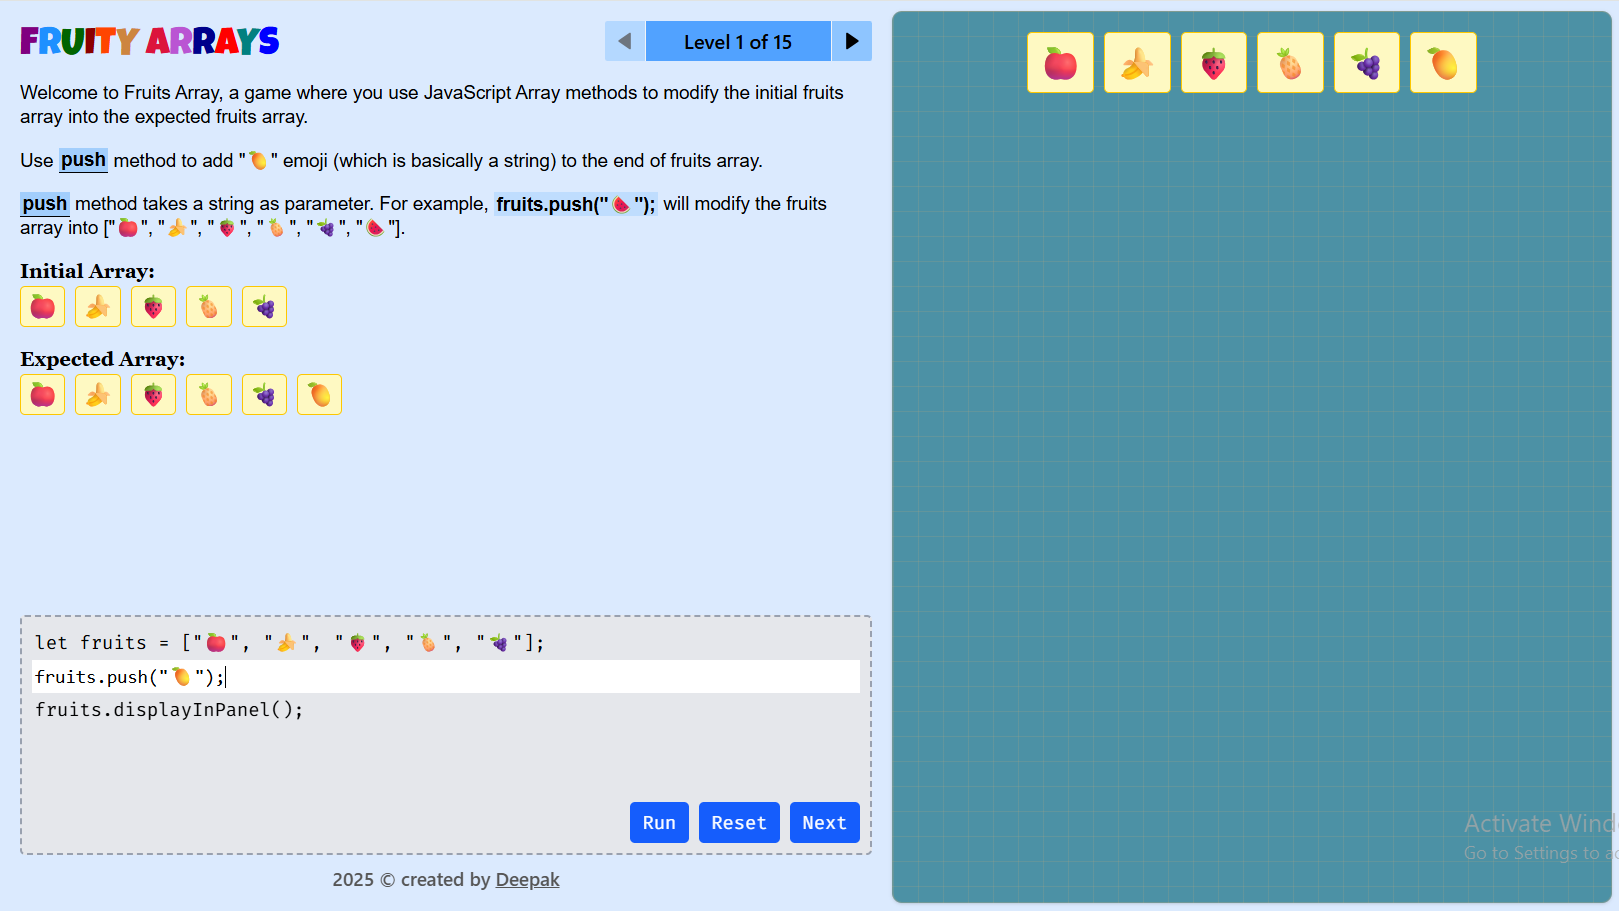 FRUITY ARRAYS
Level 1 of 15
Welcome to Fruits Array, a game where you use JavaScript Array methods to modify the initial fruits
array into the expected fruits array.
Use push method to add "🥭" emoji (which is basically a string) to the end of fruits array.
push method takes a string as parameter. For example, fruits.push("🍉"); will modify the fruits
array into ["🍎", "🍌", "🍓", "🍍", "🍇", "🍉"].
Initial Array:
Expected Array:
let fruits = ["🍎", "🍌", "🍓", "🍍", "🍇"];
fruits.push("🥭");
fruits.displayInPanel();
Run Reset Next
2025 © created by Deepak
Activate Wind
Go to Settings to ac